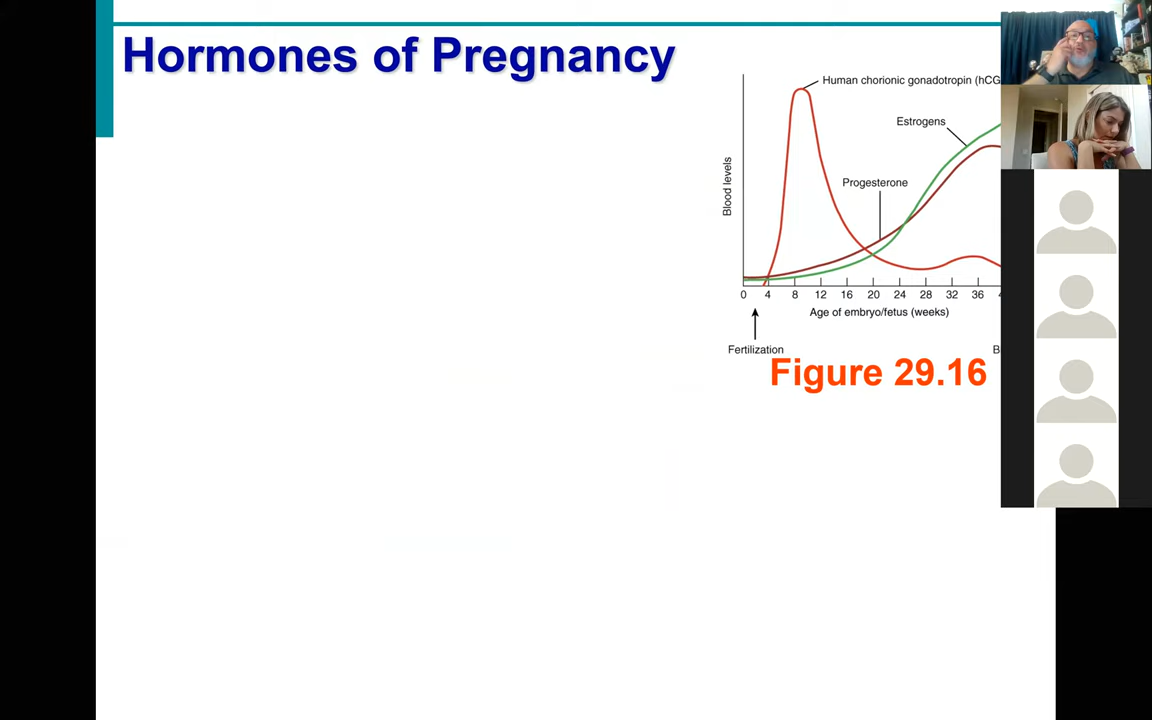 Hormones of Pregnancy
Human chorionic gonadotropin (hCG
Estrogens
Progesterone
Blood levels
0 4 8 12 16 20 24 28 32 36 4
Age of embryo/fetus (weeks)
Fertilization
B
Figure 29.16